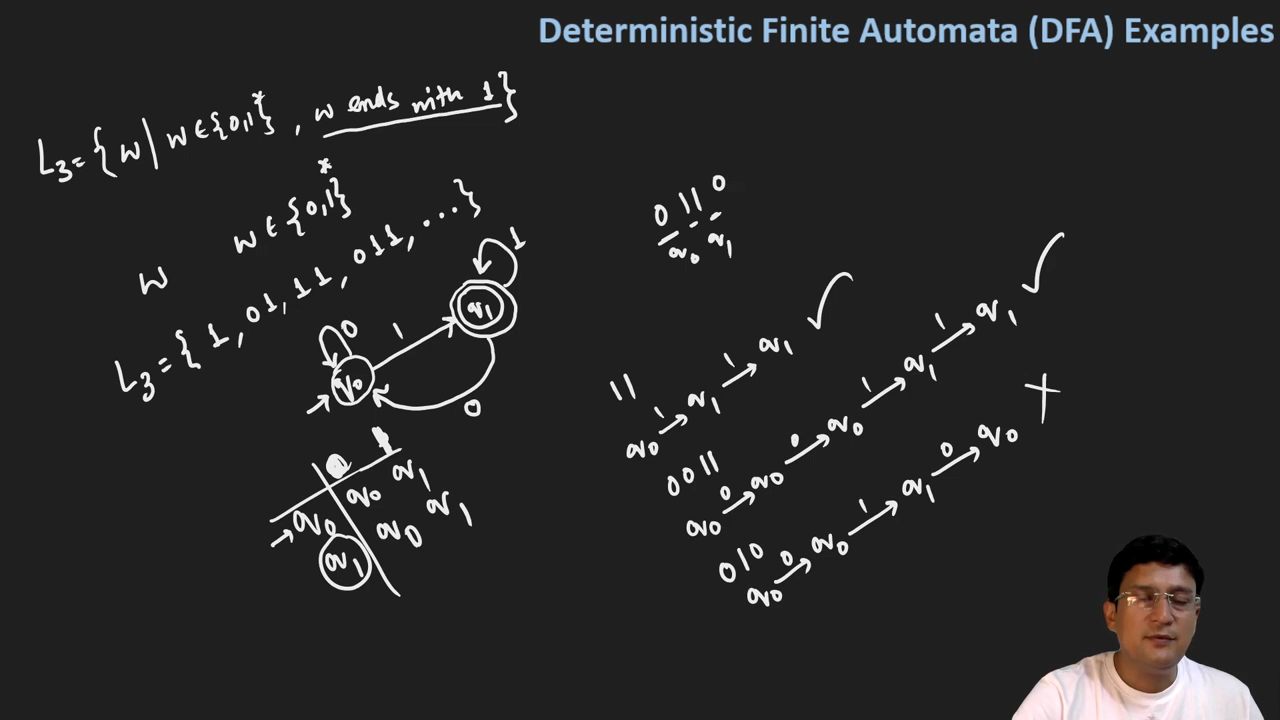 Deterministic Finite Automata (DFA) Examples
L3 = {w | w ∈ {0,1}*, w ends with 1}
w w ∈ {0,1}*
L3 = {1, 01, 11, 011, ...}
0 1 1 0
q0 q1
0 1 1 0
q0 q1
q0 q0 q1
q1 q0 q1
11
q0 1→ q1 1→ q1 ✓
0011
q0 0→ q0 0→ q0 1→ q1 1→ q1 ✓
010
q0 0→ q0 1→ q1 0→ q0 ✗